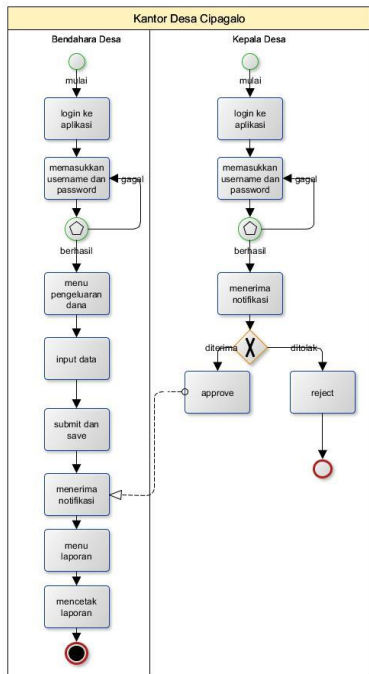 Kantor Desa Cipagalo
Bendahara Desa
mulai
login ke
aplikasi
memasukkan
username dan
password
gagal
berhasil
menu
pengeluaran
dana
input data
submit dan
save
menerima
notifikasi
menu
laporan
mencetak
laporan
Kepala Desa
mulai
login ke
aplikasi
memasukkan
username dan
password
gagal
berhasil
menerima
notifikasi
diterima
ditolak
approve
reject